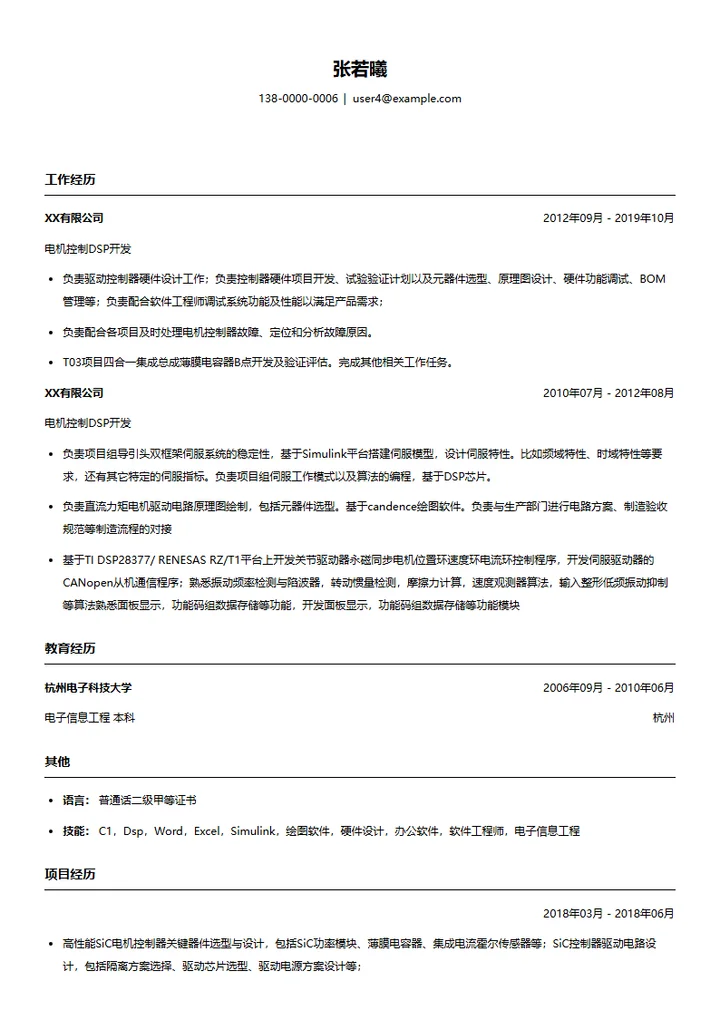 张若曦
138-0000-0006 | user4@example.com
工作经历
XX有限公司 2012年09月 - 2019年10月
电机控制DSP开发
• 负责驱动控制器硬件设计工作；负责控制器硬件项目开发、试验验证计划以及元器件选型、原理图设计、硬件功能调试、BOM
管理等；负责配合软件工程师调试系统功能及性能以满足产品需求；
• 负责配合各项目及时处理电机控制器故障、定位和分析故障原因。
• T03项目四合一集成总成薄膜电容器B点开发及验证评估。完成其他相关工作任务。
XX有限公司 2010年07月 - 2012年08月
电机控制DSP开发
• 负责项目组导引头双框架伺服系统的稳定性，基于Simulink平台搭建伺服模型，设计伺服特性。比如频域特性、时域特性等要
求，还有其它特定的伺服指标。负责项目组伺服工作模式以及算法的编程，基于DSP芯片。
• 负责直流力矩电机驱动电路原理图绘制，包括元器件选型。基于candence绘图软件。负责与生产部门进行电路方案、制造验收
规范等制造流程的对接
• 基于TI DSP28377/ RENESAS RZ/T1平台上开发关节驱动器永磁同步电机位置环速度环电流环控制程序，开发伺服驱动器的
CANopen从机通信程序；熟悉振动频率检测与陷波器，转动惯量检测，摩擦力计算，速度观测器算法，输入整形低频振动抑制
等算法熟悉面板显示，功能码组数据存储等功能，开发面板显示，功能码组数据存储等功能模块
教育经历
杭州电子科技大学 2006年09月 - 2010年06月
电子信息工程 本科 杭州
其他
• 语言： 普通话二级甲等证书
• 技能： C1，Dsp，Word，Excel，Simulink，绘图软件，硬件设计，办公软件，软件工程师，电子信息工程
项目经历
2018年03月 - 2018年06月
• 高性能SiC电机控制器关键器件选型与设计，包括SiC功率模块、薄膜电容器、集成电流霍尔传感器等；SiC控制器驱动电路设
计，包括隔离方案选择、驱动芯片选型、驱动电源方案设计等；